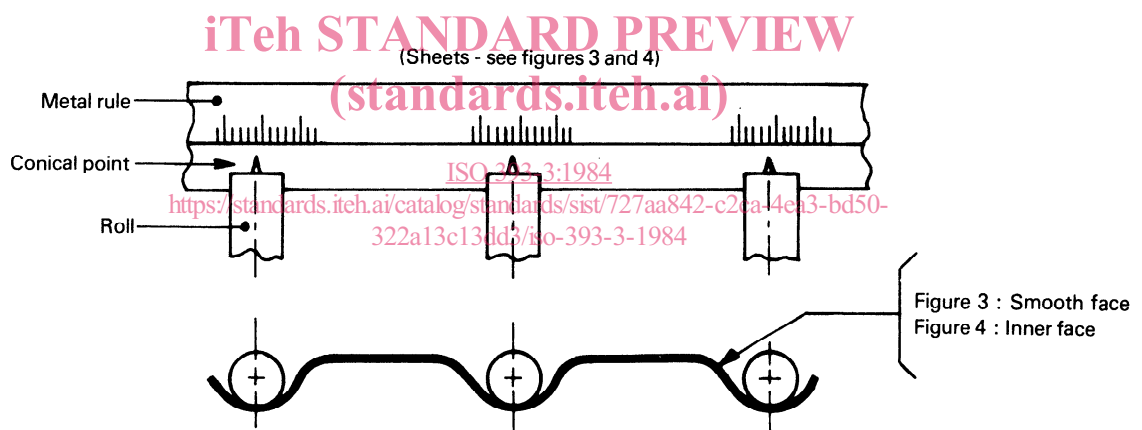 iTeh STANDARD PREVIEW
(Sheets - see figures 3 and 4)
(standards.iteh.ai)
Metal rule
Conical point
ISO 393-3:1984
https://standards.iteh.ai/catalog/standards/sist/727aa842-c2ca-4ea3-bd50-
Roll
322a13c13dd3/iso-393-3-1984
Figure 3 : Smooth face
Figure 4 : Inner face